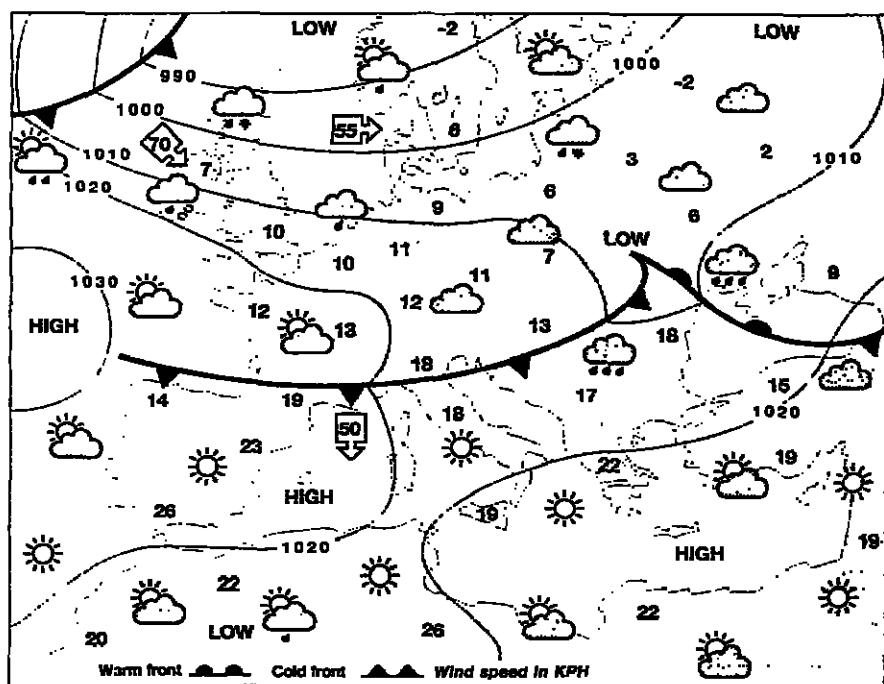 LOW -2 LOW
990 1000
-2
1000
55 6
1010 70 7 3 2 1010
1020
9 6 6
10 LOW
10 11 7
1030 11 9
12 12
HIGH 13 13 18
18
14 19 17 15
18 1020
50
23 22 19
26 HIGH 19
1020 HIGH 19
22 22
20 LOW 26
Warm front Cold front Wind speed in KPH